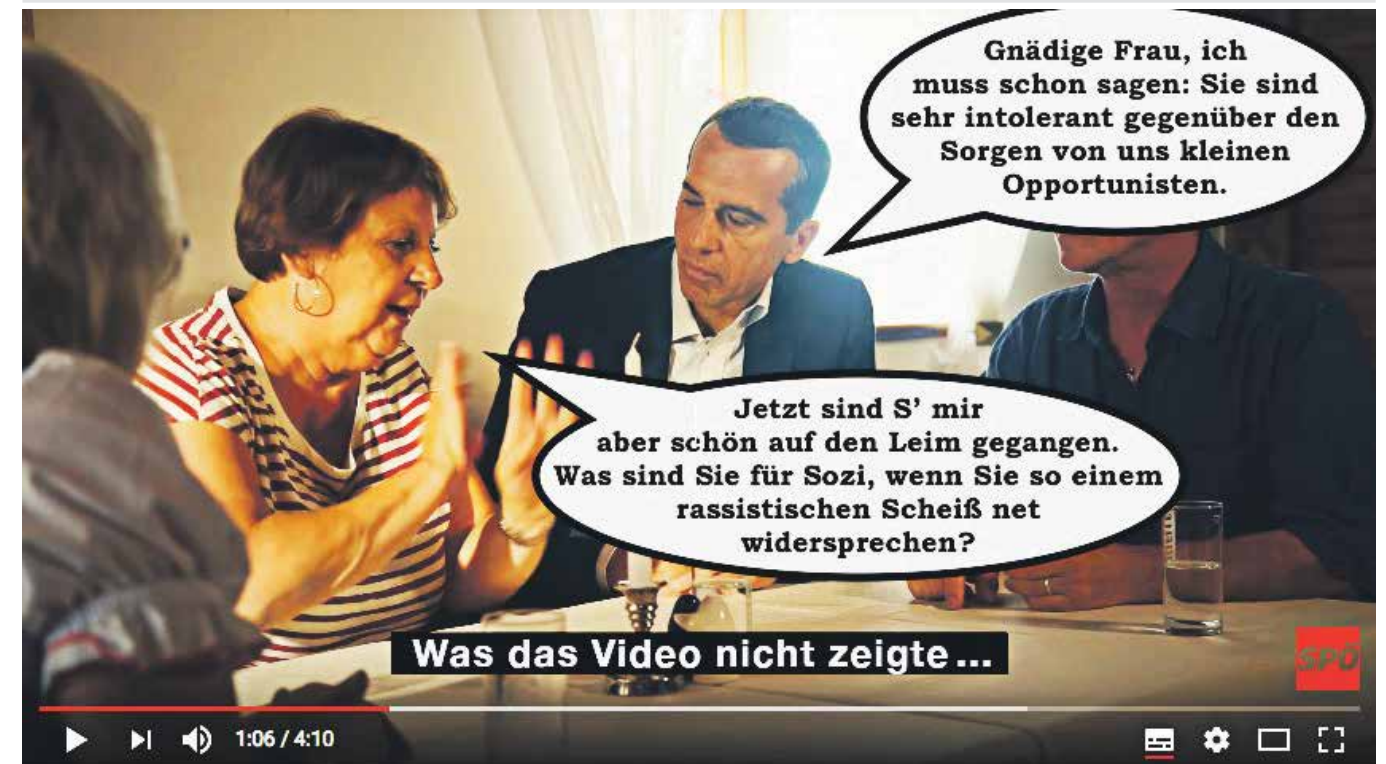 Gnädige Frau, ich
muss schon sagen: Sie sind
sehr intolerant gegenüber den
Sorgen von uns kleinen
Opportunisten.
Jetzt sind S’ mir
aber schön auf den Leim gegangen.
Was sind Sie für Sozi, wenn Sie so einem
rassistischen Scheiß net
widersprechen?
Was das Video nicht zeigte ...
SPÖ
1:06 / 4:10